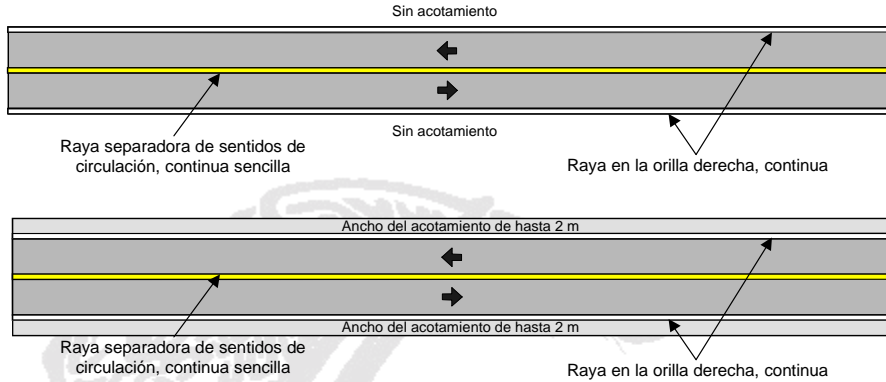 Sin acotamiento
Sin acotamiento
Raya separadora de sentidos de
circulación, continua sencilla
Raya en la orilla derecha, continua
Ancho del acotamiento de hasta 2 m
Ancho del acotamiento de hasta 2 m
Raya separadora de sentidos de
circulación, continua sencilla
Raya en la orilla derecha, continua